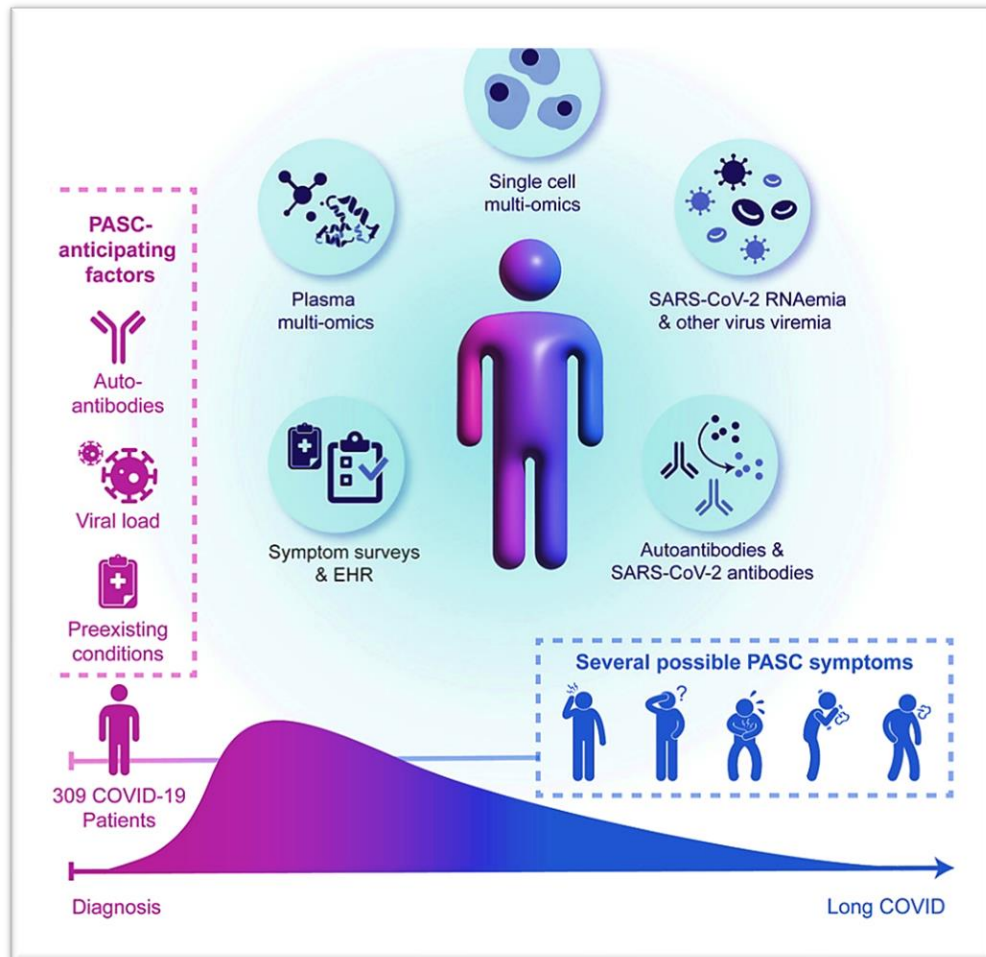 Single cell
multi-omics
PASC-
anticipating
factors
Plasma
multi-omics
SARS-CoV-2 RNAemia
& other virus viremia
Auto-
antibodies
Viral load
Symptom surveys
& EHR
Autoantibodies &
SARS-CoV-2 antibodies
Preexisting
conditions
Several possible PASC symptoms
?
309 COVID-19
Patients
Diagnosis
Long COVID